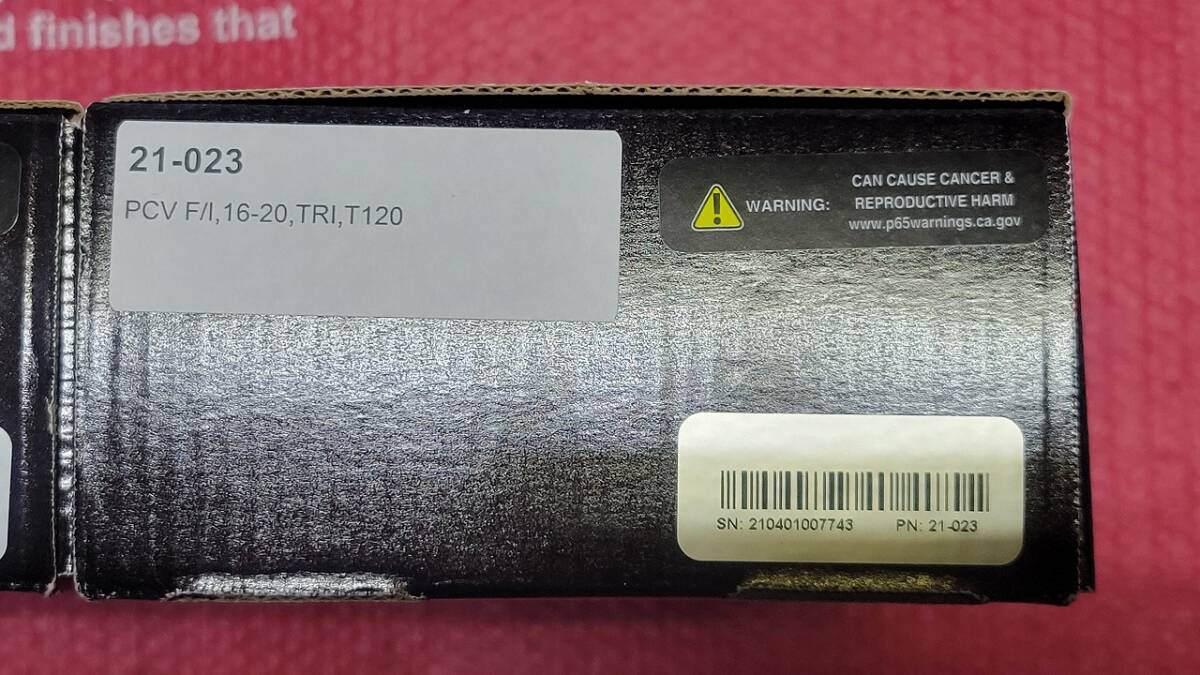 d finishes that
21-023
PCV F/I,16-20,TRI,T120
WARNING:
CAN CAUSE CANCER &
REPRODUCTIVE HARM
www.p65warnings.ca.gov
SN: 210401007743 PN: 21-023